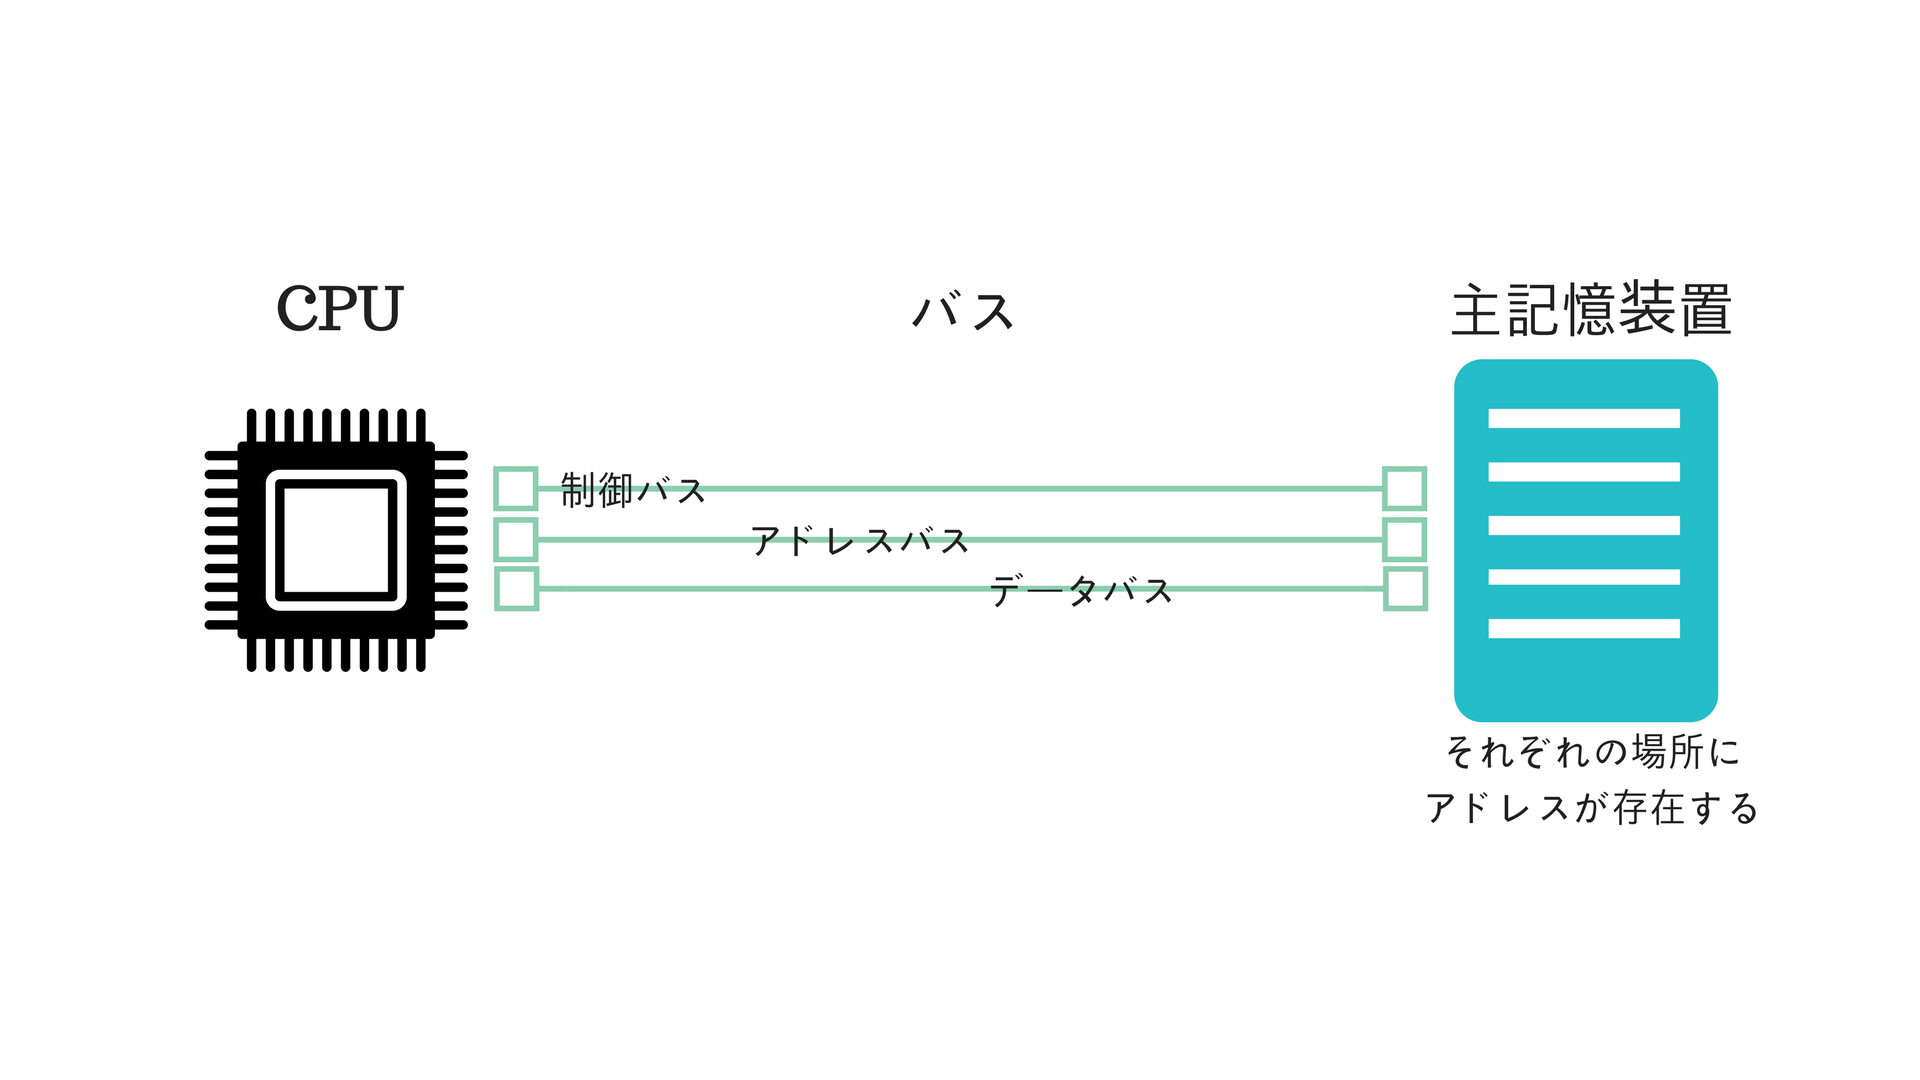 CPU
バス
主記憶装置
制御バス
アドレスバス
データバス
それぞれの場所に
アドレスが存在する